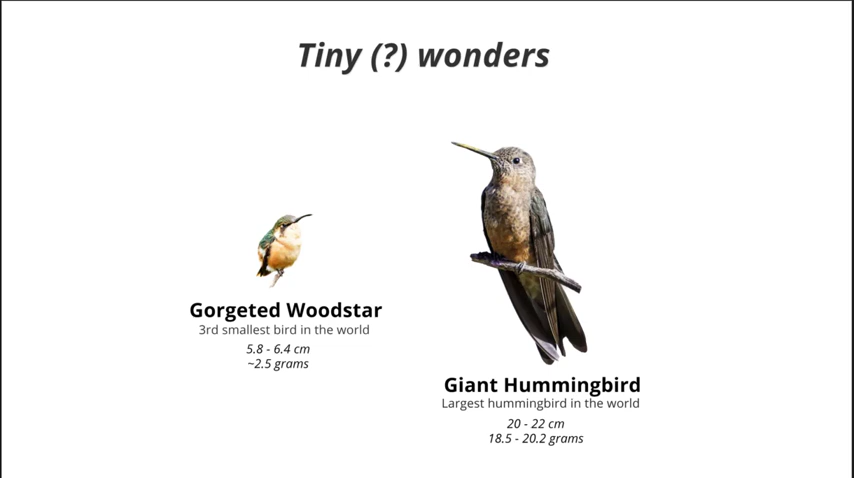 Tiny (?) wonders
Gorgeted Woodstar
3rd smallest bird in the world
5.8 - 6.4 cm
~2.5 grams
Giant Hummingbird
Largest hummingbird in the world
20 - 22 cm
18.5 - 20.2 grams